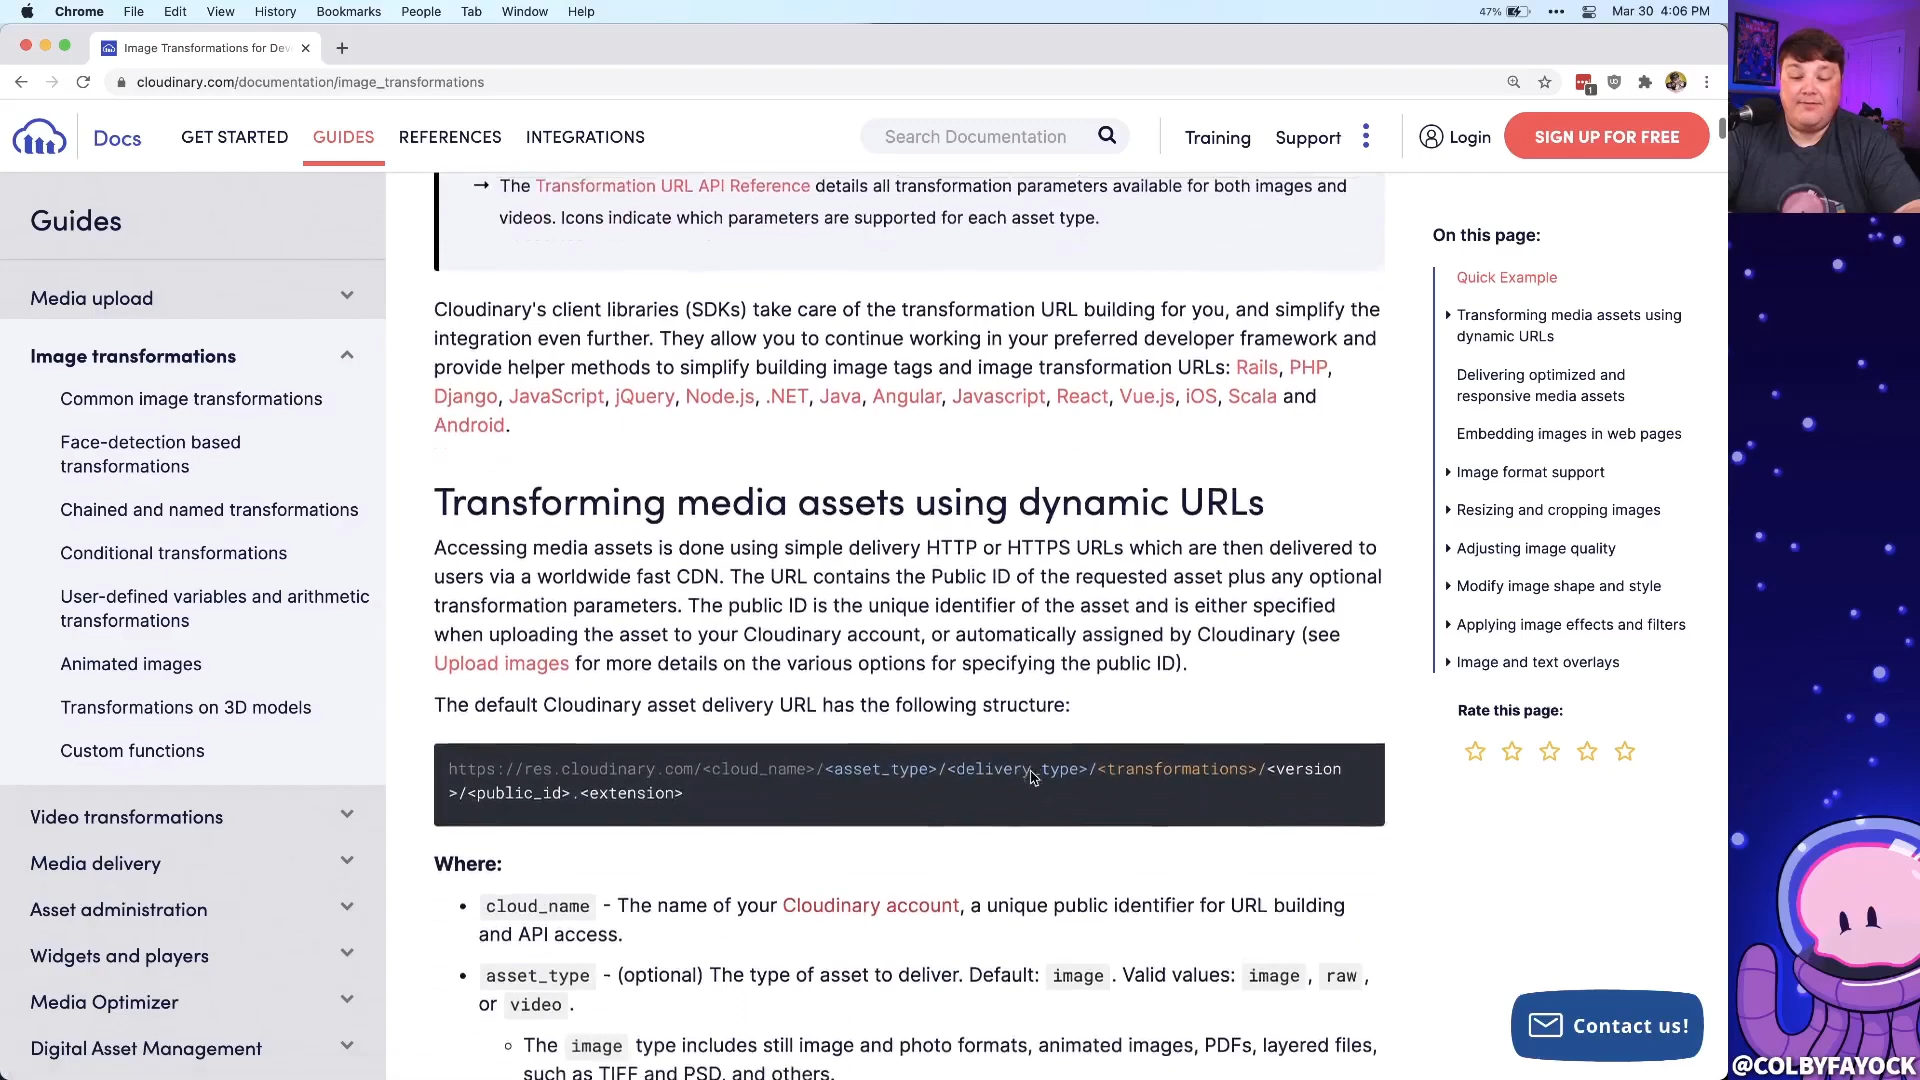 Chrome File Edit View History Bookmarks People Tab Window Help 47% Mar 30 4:06 PM
Image Transformations for Dev
cloudinary.com/documentation/image_transformations
1
Docs GET STARTED GUIDES REFERENCES INTEGRATIONS Search Documentation Training Support Login SIGN UP FOR FREE
Guides
Media upload
Image transformations
Common image transformations
Face-detection based
transformations
Chained and named transformations
Conditional transformations
User-defined variables and arithmetic
transformations
Animated images
Transformations on 3D models
Custom functions
Video transformations
Media delivery
Asset administration
Widgets and players
Media Optimizer
Digital Asset Management
→ The Transformation URL API Reference details all transformation parameters available for both images and
videos. Icons indicate which parameters are supported for each asset type.
Cloudinary's client libraries (SDKs) take care of the transformation URL building for you, and simplify the
integration even further. They allow you to continue working in your preferred developer framework and
provide helper methods to simplify building image tags and image transformation URLs: Rails, PHP,
Django, JavaScript, jQuery, Node.js, .NET, Java, Angular, Javascript, React, Vue.js, iOS, Scala and
Android.
Transforming media assets using dynamic URLs
Accessing media assets is done using simple delivery HTTP or HTTPS URLs which are then delivered to
users via a worldwide fast CDN. The URL contains the Public ID of the requested asset plus any optional
transformation parameters. The public ID is the unique identifier of the asset and is either specified
when uploading the asset to your Cloudinary account, or automatically assigned by Cloudinary (see
Upload images for more details on the various options for specifying the public ID).
The default Cloudinary asset delivery URL has the following structure:
https://res.cloudinary.com/<cloud_name>/<asset_type>/<delivery_type>/<transformations>/<version
>/<public_id>.<extension>
Where:
• cloud_name - The name of your Cloudinary account, a unique public identifier for URL building
and API access.
• asset_type - (optional) The type of asset to deliver. Default: image . Valid values: image , raw ,
or video .
The image type includes still image and photo formats, animated images, PDFs, layered files,
such as TIFF and PSD, and others.
On this page:
Quick Example
Transforming media assets using
dynamic URLs
Delivering optimized and
responsive media assets
Embedding images in web pages
Image format support
Resizing and cropping images
Adjusting image quality
Modify image shape and style
Applying image effects and filters
Image and text overlays
Rate this page:
Contact us!
@COLBYFAYOCK